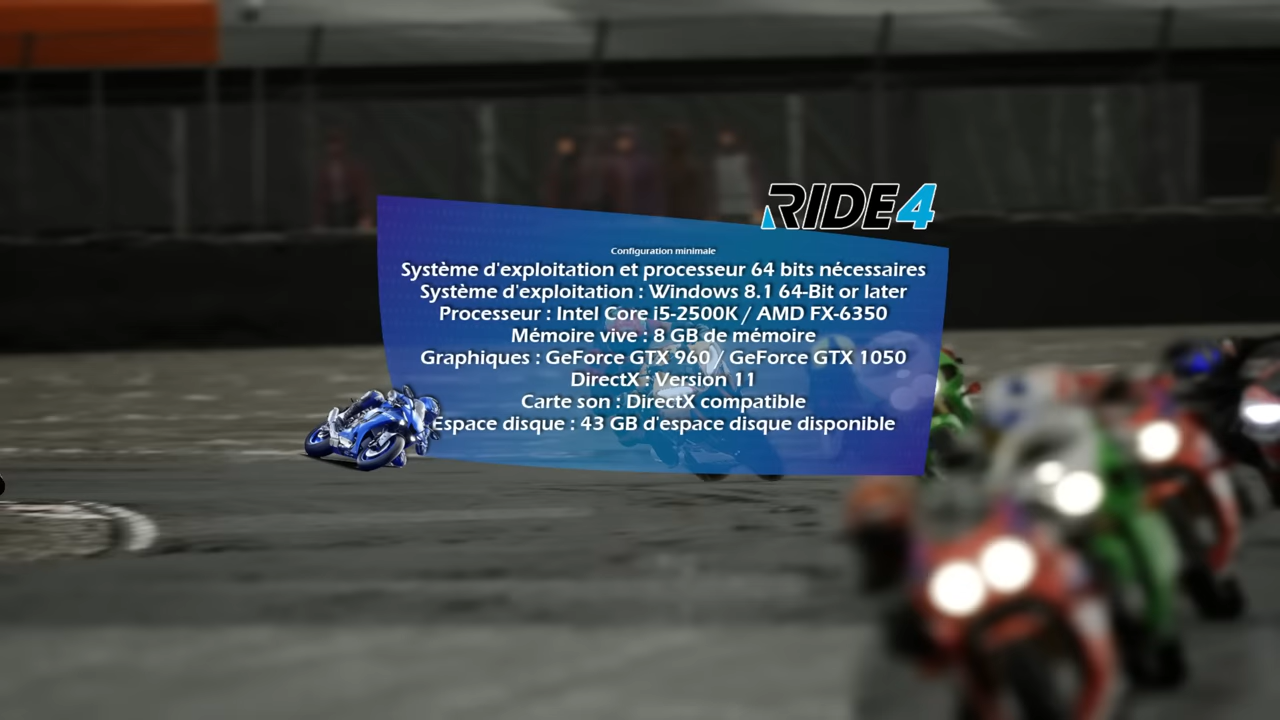 RIDE4
Configuration minimale
Système d'exploitation et processeur 64 bits nécessaires
Système d'exploitation : Windows 8.1 64-Bit or later
Processeur : Intel Core i5-2500K / AMD FX-6350
Mémoire vive : 8 GB de mémoire
Graphiques : GeForce GTX 960 / GeForce GTX 1050
DirectX : Version 11
Carte son : DirectX compatible
Espace disque : 43 GB d'espace disque disponible